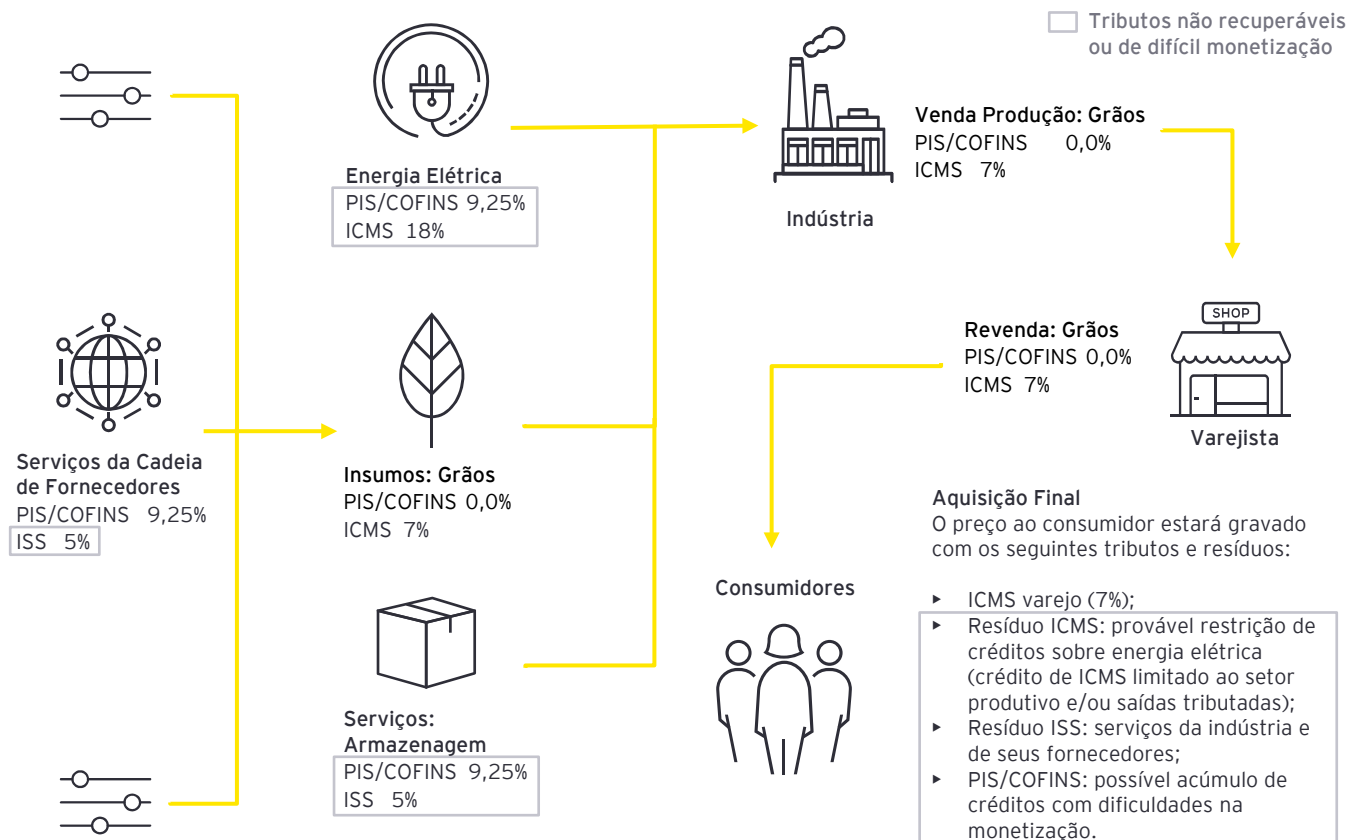 Tributos não recuperáveis
ou de difícil monetização
Energia Elétrica
PIS/COFINS 9,25%
ICMS 18%
Indústria
Venda Produção: Grãos
PIS/COFINS 0,0%
ICMS 7%
Serviços da Cadeia
de Fornecedores
PIS/COFINS 9,25%
ISS 5%
Insumos: Grãos
PIS/COFINS 0,0%
ICMS 7%
Revenda: Grãos
PIS/COFINS 0,0%
ICMS 7%
SHOP
Varejista
Serviços:
Armazenagem
PIS/COFINS 9,25%
ISS 5%
Consumidores
Aquisição Final
O preço ao consumidor estará gravado
com os seguintes tributos e resíduos:
▸ ICMS varejo (7%);
▸ Resíduo ICMS: provável restrição de
créditos sobre energia elétrica
(crédito de ICMS limitado ao setor
produtivo e/ou saídas tributadas);
▸ Resíduo ISS: serviços da indústria e
de seus fornecedores;
▸ PIS/COFINS: possível acúmulo de
créditos com dificuldades na
monetização.